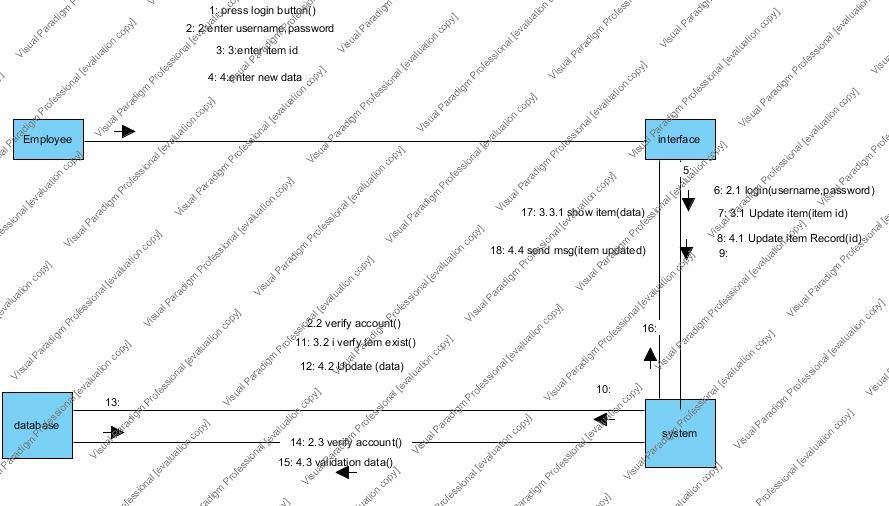 1: press login button()
2: 2:enter username,password
3: 3:enter item id
4: 4:enter new data
Employee
interface
5:
6: 2.1 login(username,password)
17: 3.3.1 show item(data)
7: 3.1 Update item(item id)
8: 4.1 Update item Record(id)
18: 4.4 send msg(item updated)
9:
2.2 verify account()
16:
11: 3.2 i verfy tem exist()
12: 4.2 Update (data)
10:
13:
database
system
14: 2.3 verify account()
15: 4.3 validation data()
Visual Paradigm Professional [evaluation copy]